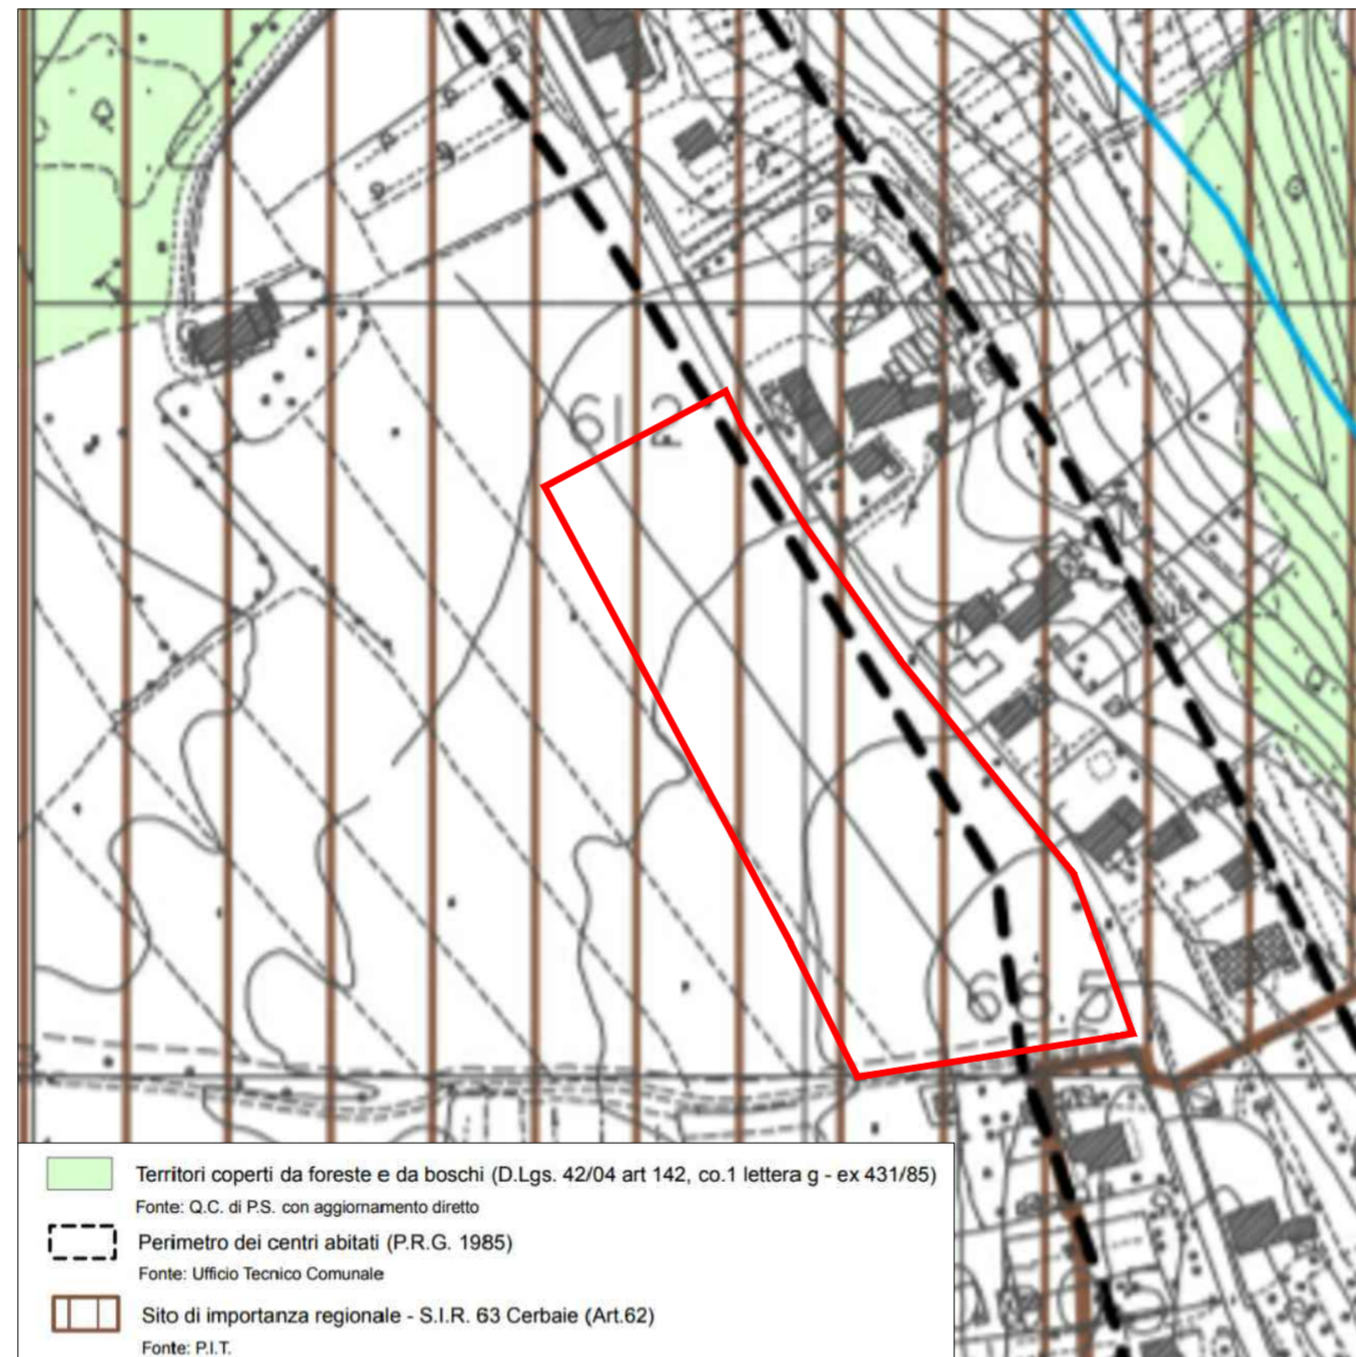 61.2
68.5
Territori coperti da foreste e da boschi (D.Lgs. 42/04 art 142, co.1 lettera g - ex 431/85)
Fonte: Q.C. di P.S. con aggiornamento diretto
Perimetro dei centri abitati (P.R.G. 1985)
Fonte: Ufficio Tecnico Comunale
Sito di importanza regionale - S.I.R. 63 Cerbaie (Art.62)
Fonte: P.I.T.